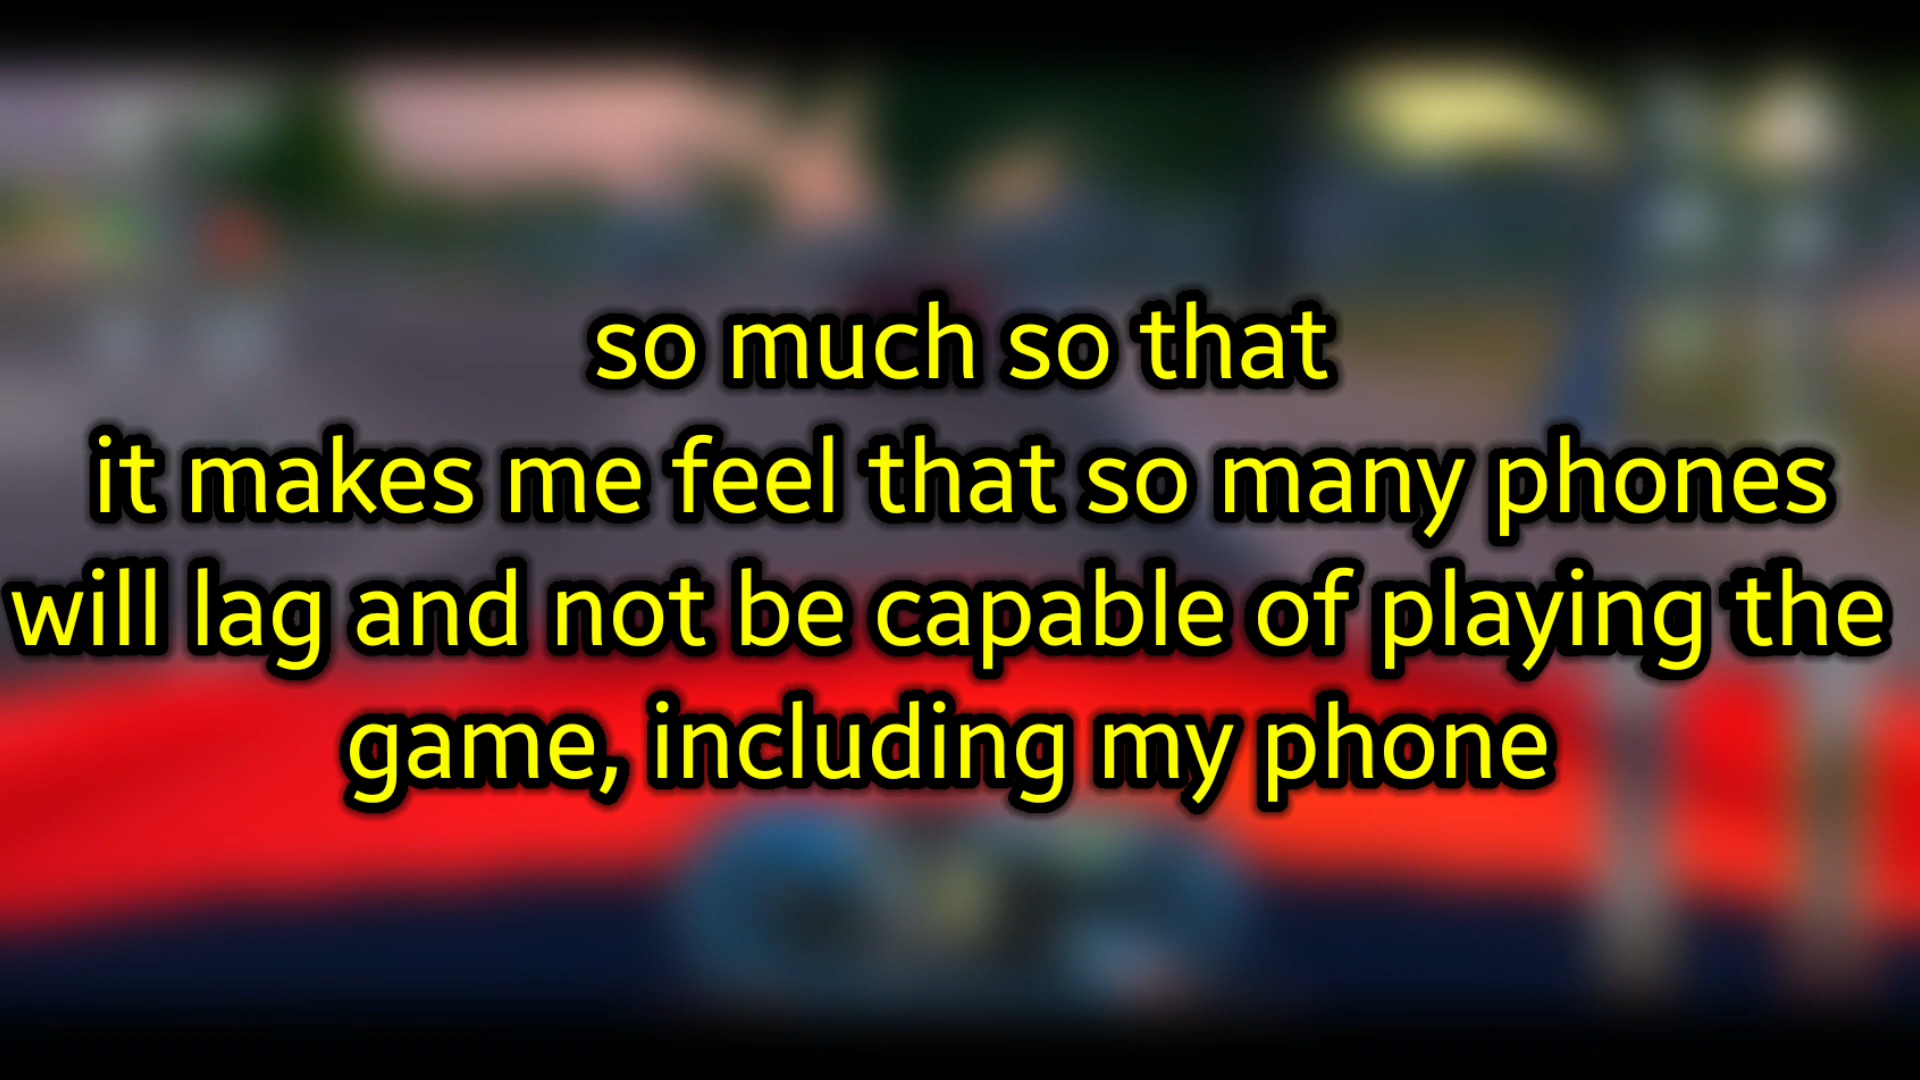 so much so that
it makes me feel that so many phones
will lag and not be capable of playing the
game, including my phone